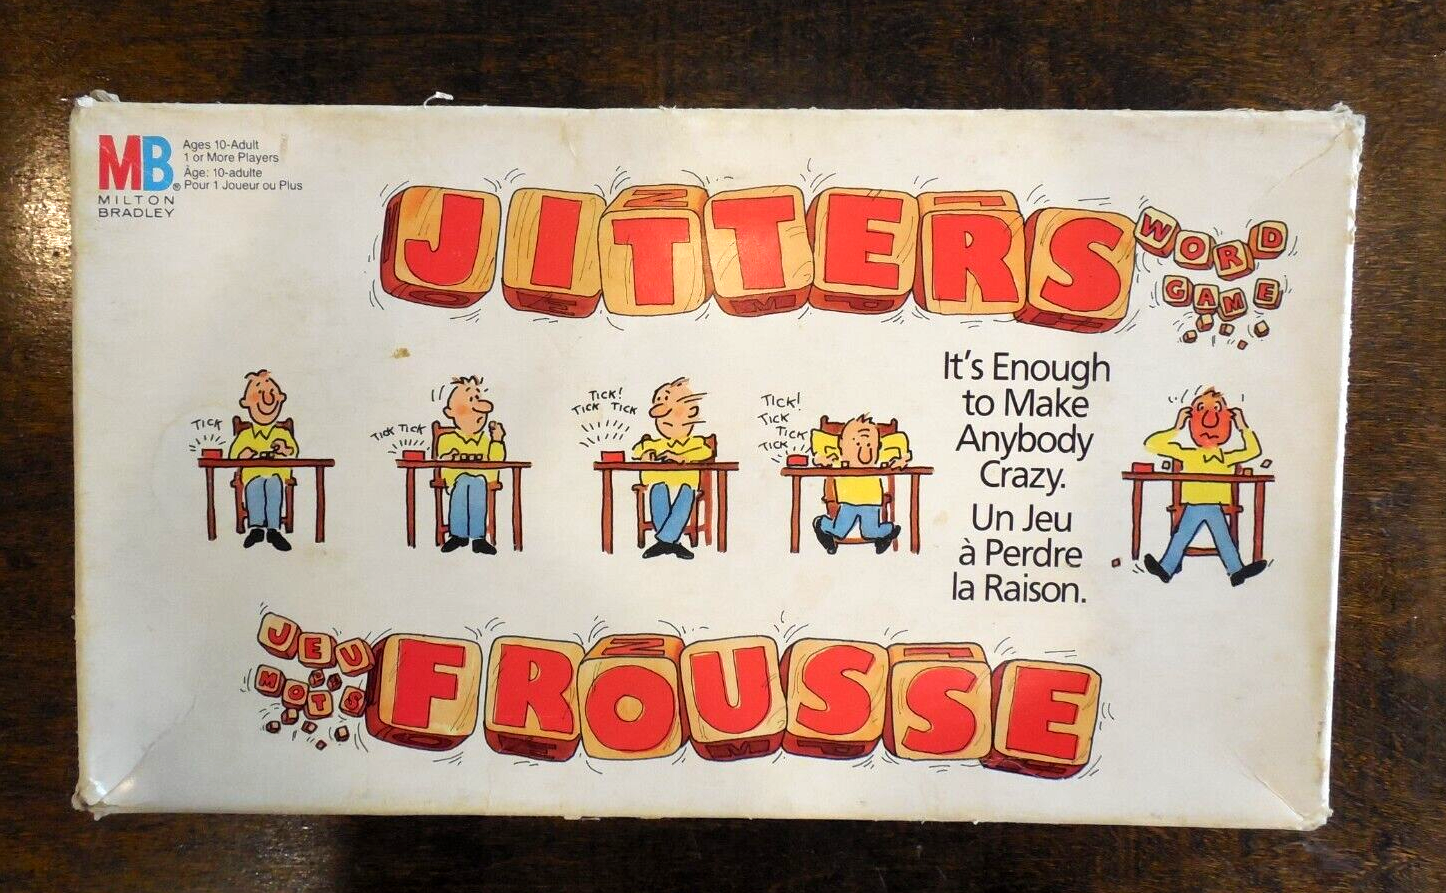 MB
MILTON
BRADLEY
Ages 10-Adult
1 or More Players
Âge: 10-adulte
Pour 1 Joueur ou Plus
JITTERS
WORD
GAME
TICK
TICK TICK
TICK!
TICK TICK
TICK!
TICK
TICK
TICK
It's Enough
to Make
Anybody
Crazy.
Un Jeu
à Perdre
la Raison.
JEU
DE
MOTS
FROUSSE